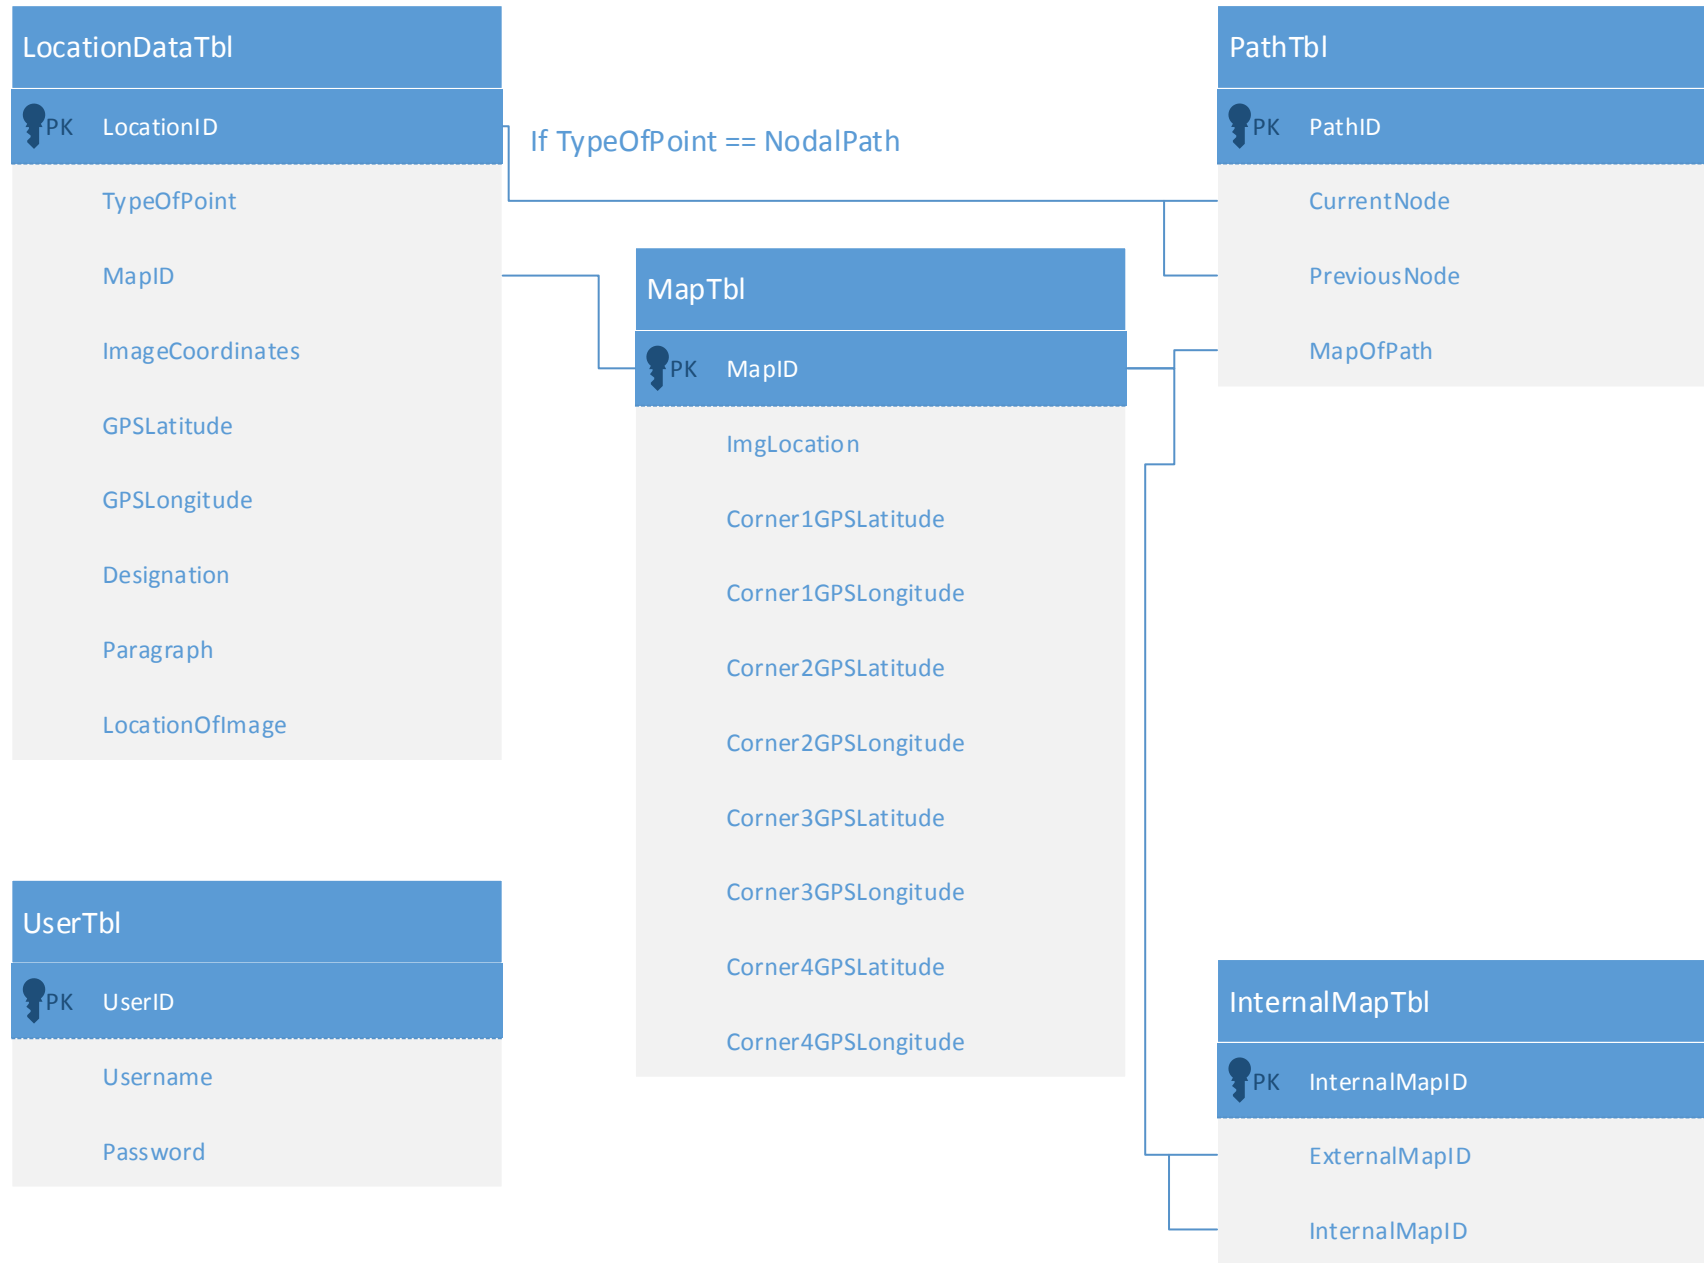 LocationDataTbl
PK LocationID
TypeOfPoint
MapID
ImageCoordinates
GPSLatitude
GPSLongitude
Designation
Paragraph
LocationOfImage
If TypeOfPoint == NodalPath
PathTbl
PK PathID
CurrentNode
PreviousNode
MapOfPath
MapTbl
PK MapID
ImgLocation
Corner1GPSLatitude
Corner1GPSLongitude
Corner2GPSLatitude
Corner2GPSLongitude
Corner3GPSLatitude
Corner3GPSLongitude
Corner4GPSLatitude
Corner4GPSLongitude
UserTbl
PK UserID
Username
Password
InternalMapTbl
PK InternalMapID
ExternalMapID
InternalMapID